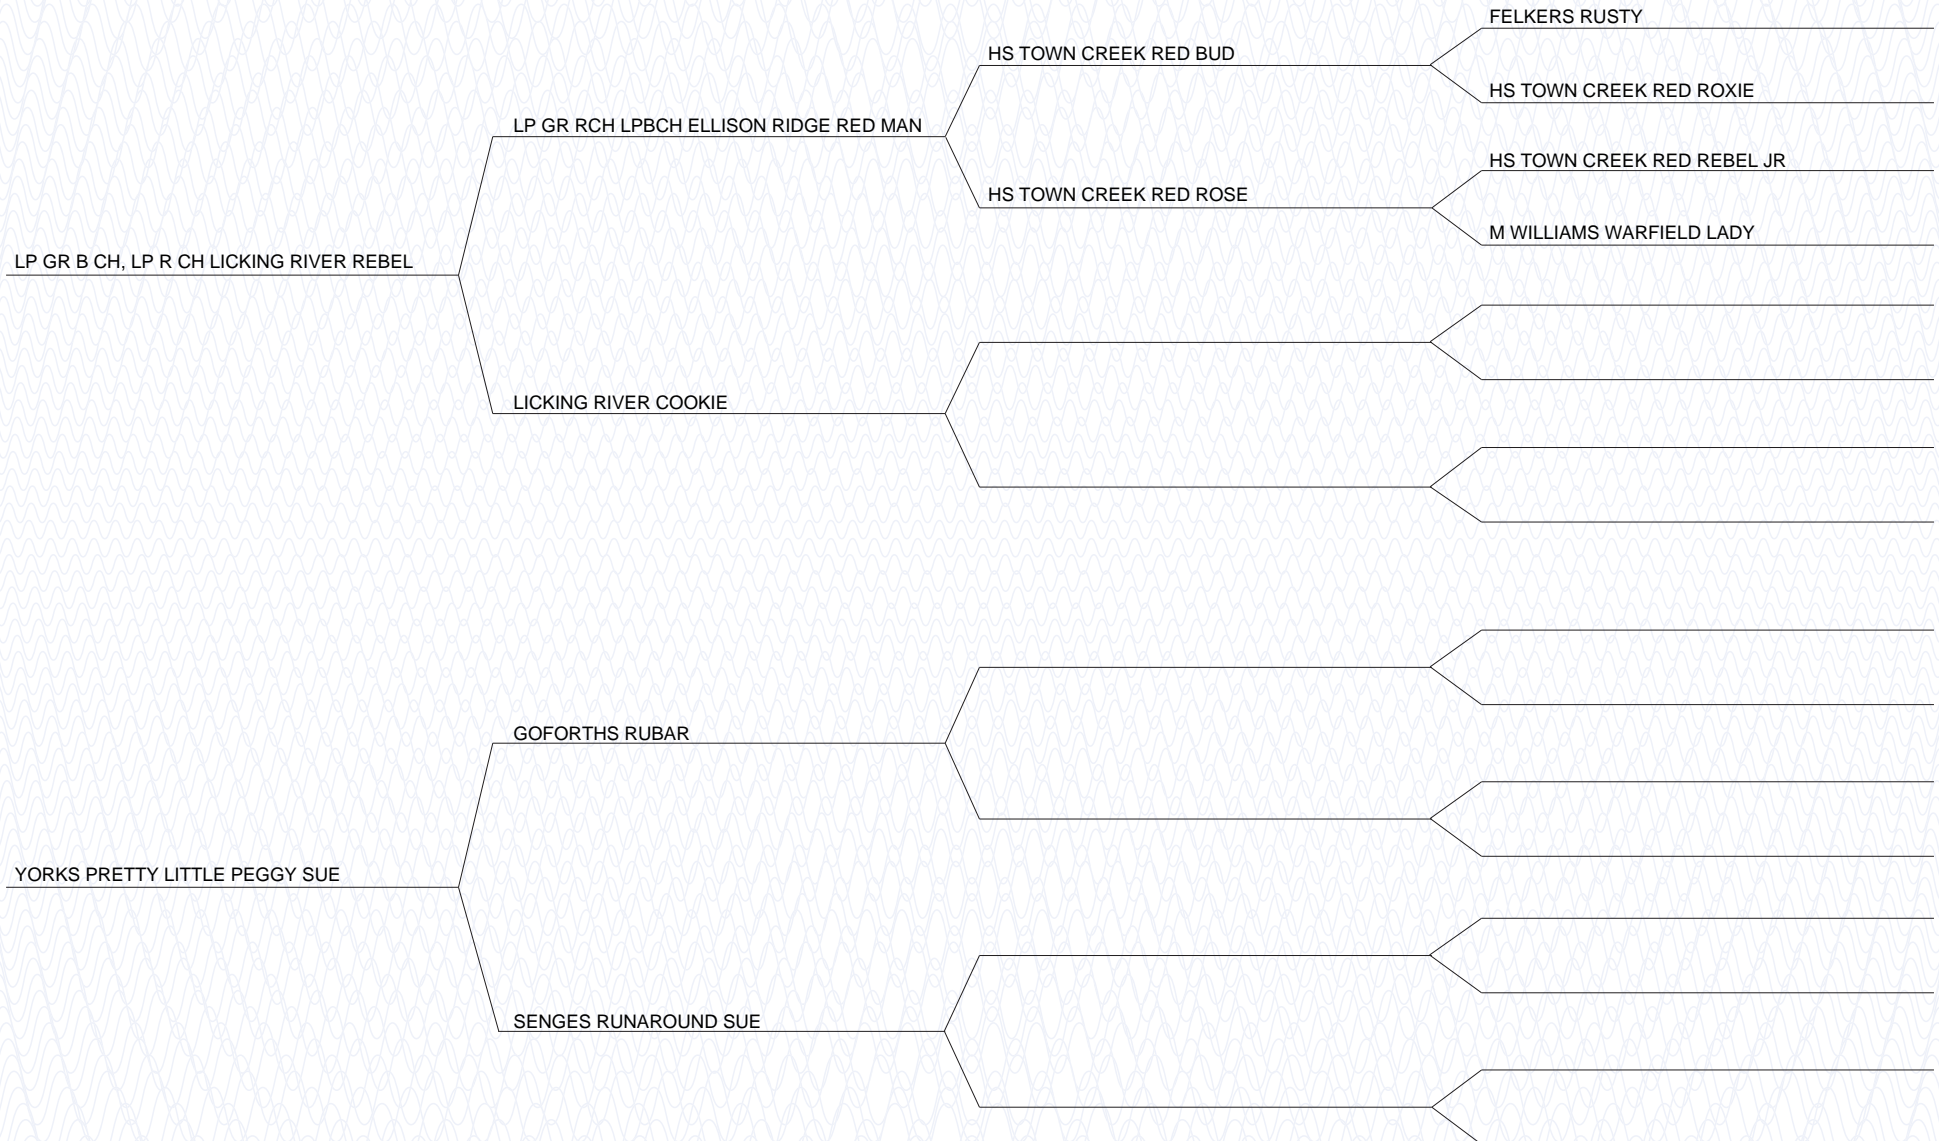 FELKERS RUSTY
HS TOWN CREEK RED BUD
HS TOWN CREEK RED ROXIE
LP GR RCH LPBCH ELLISON RIDGE RED MAN
HS TOWN CREEK RED REBEL JR
HS TOWN CREEK RED ROSE
M WILLIAMS WARFIELD LADY
LP GR B CH, LP R CH LICKING RIVER REBEL
LICKING RIVER COOKIE
GOFORTHS RUBAR
YORKS PRETTY LITTLE PEGGY SUE
SENGES RUNAROUND SUE